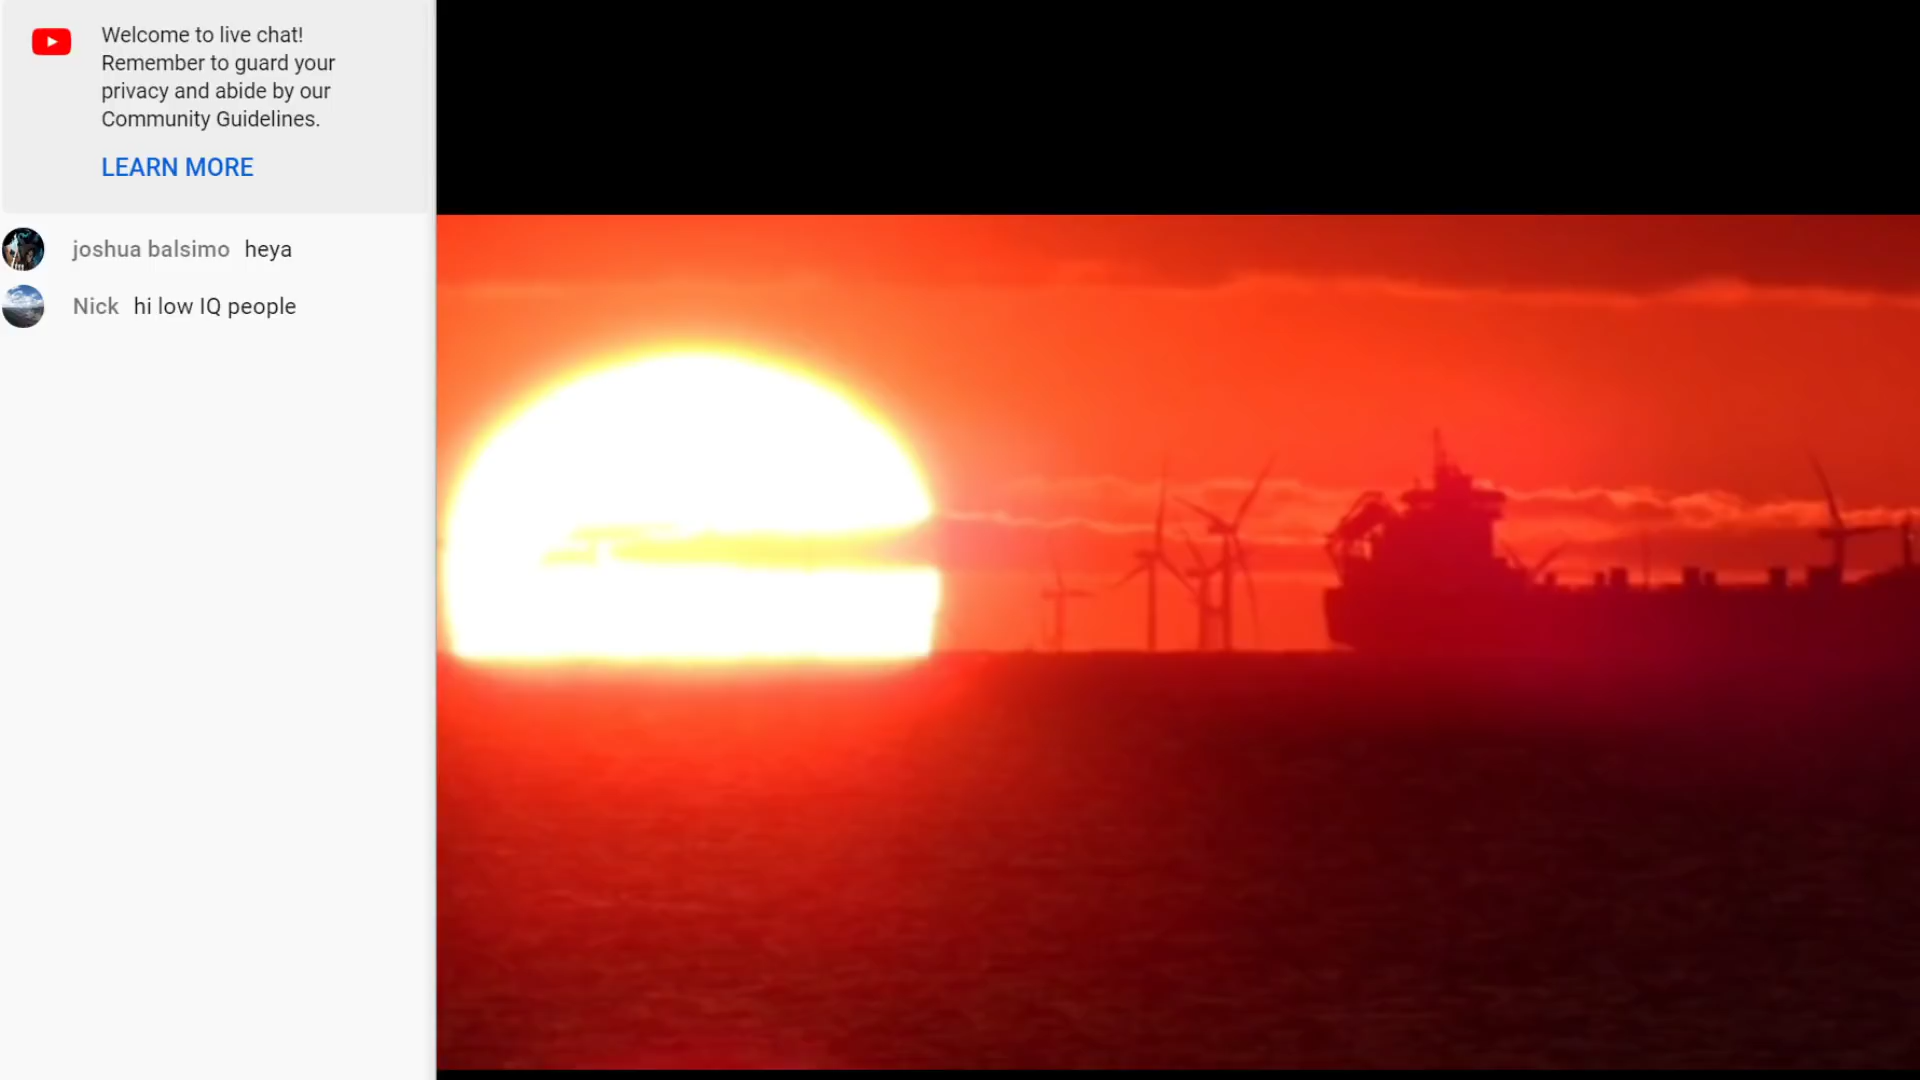 Welcome to live chat!
Remember to guard your
privacy and abide by our
Community Guidelines.
LEARN MORE
joshua balsimo heya
Nick hi low IQ people